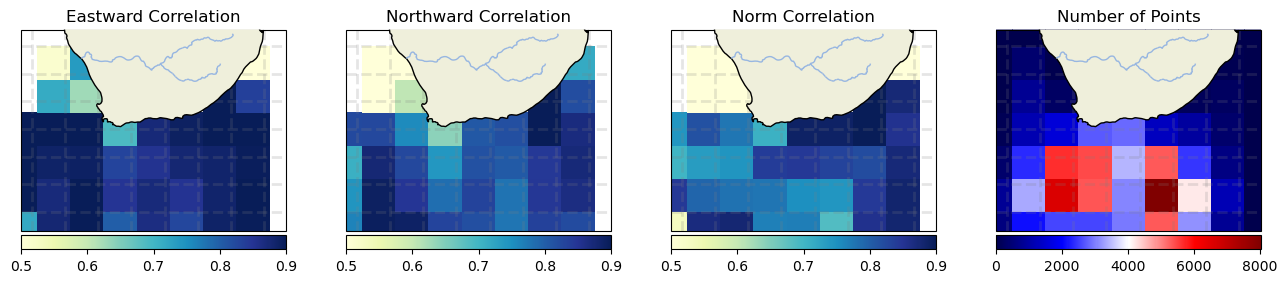 Eastward Correlation
Northward Correlation
Norm Correlation
Number of Points
0.5 0.6 0.7 0.8 0.9
0.5 0.6 0.7 0.8 0.9
0.5 0.6 0.7 0.8 0.9
0 2000 4000 6000 8000